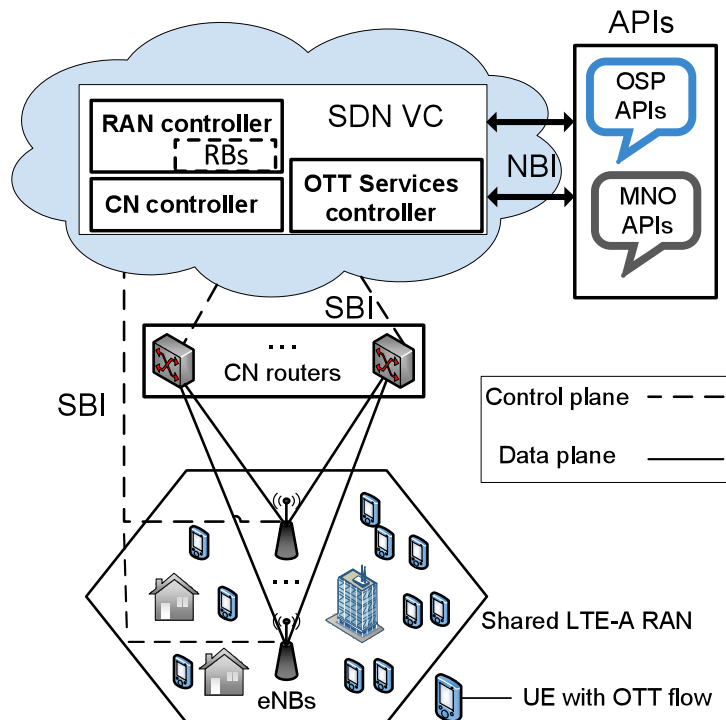 APIs
RAN controller
RBs
SDN VC
CN controller
OTT Services
controller
NBI
OSP
APIs
MNO
APIs
SBI
...
CN routers
SBI
Control plane
Data plane
...
eNBs
Shared LTE-A RAN
UE with OTT flow